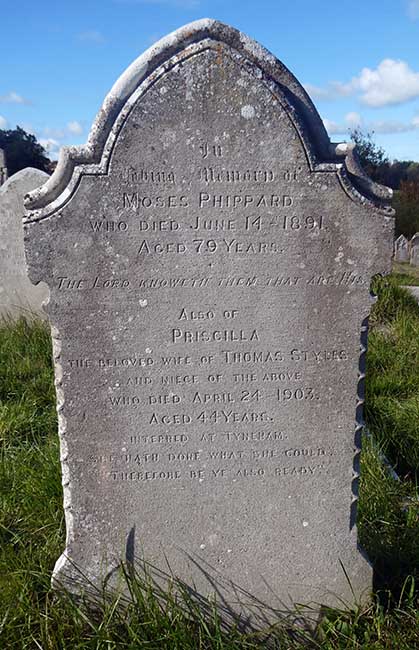 In
Loving Memory of
MOSES PHIPPARD
WHO DIED JUNE 14 - 1891.
AGED 79 YEARS.
THE LORD KNOWETH THEM THAT ARE HIS.
ALSO OF
PRISCILLA
THE BELOVED WIFE OF THOMAS STYLES
AND NIECE OF THE ABOVE
WHO DIED APRIL 24 - 1903.
AGED 44 YEARS.
INTERRED AT TYNEHAM.
SHE HATH DONE WHAT SHE COULD.
THEREFORE BE YE ALSO READY."